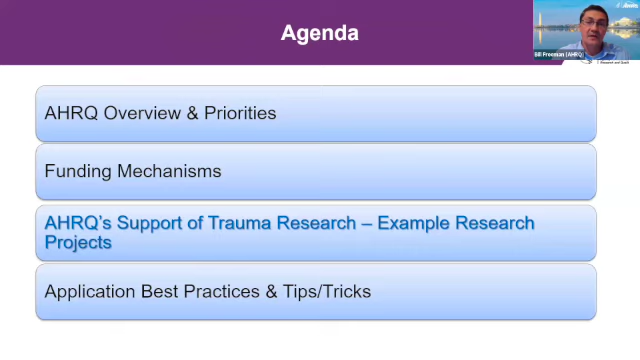 Agenda
Bill Freeman (AHRQ)
AHRQ Overview & Priorities
Funding Mechanisms
AHRQ's Support of Trauma Research – Example Research
Projects
Application Best Practices & Tips/Tricks